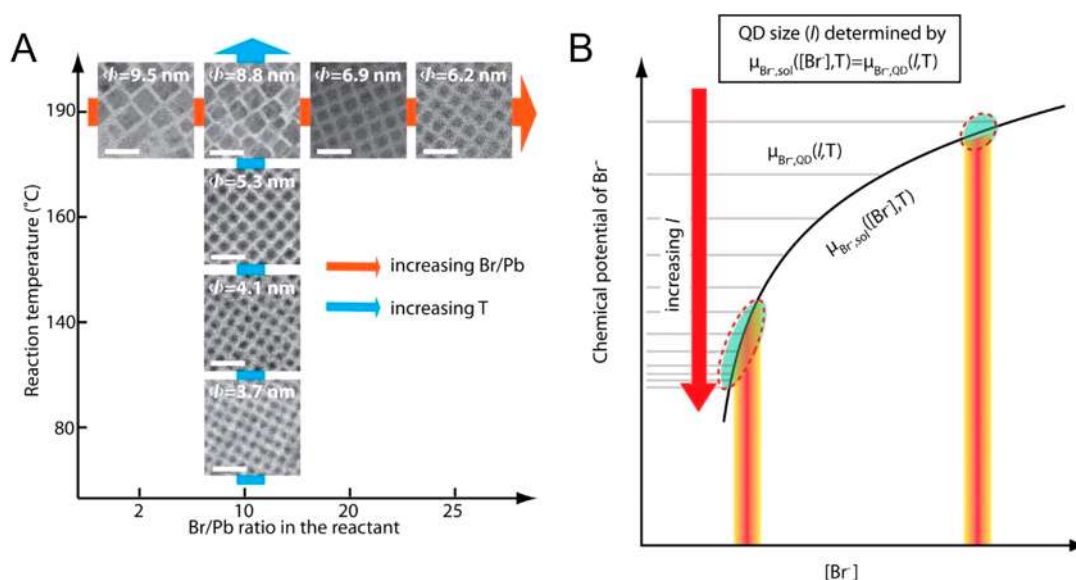 A
Φ=9.5 nm
Φ=8.8 nm
Φ=6.9 nm
Φ=6.2 nm
Φ=5.3 nm
Φ=4.1 nm
Φ=3.7 nm
190
160
140
80
Reaction temperature (°C)
increasing Br/Pb
increasing T
2
10
20
25
Br/Pb ratio in the reactant
B
QD size (l) determined by
μBr-,sol([Br-],T)=μBr-,QD(l,T)
Chemical potential of Br-
increasing l
μBr-,QD(l,T)
μBr-,sol([Br-],T)
[Br-]